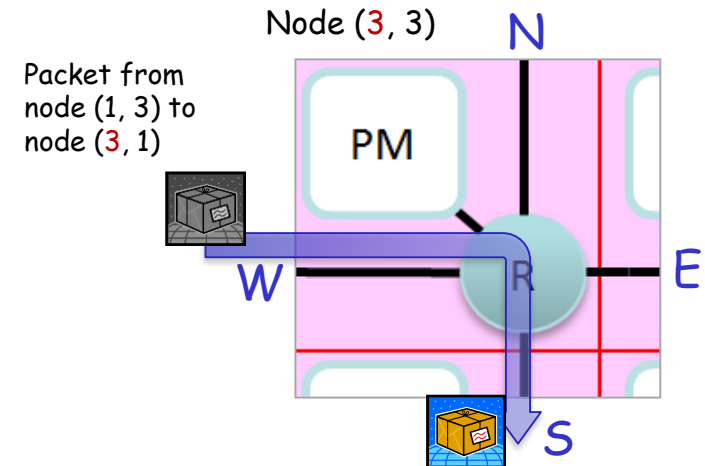 Node (3, 3)
N
Packet from
node (1, 3) to
node (3, 1)
PM
W
R
E
S